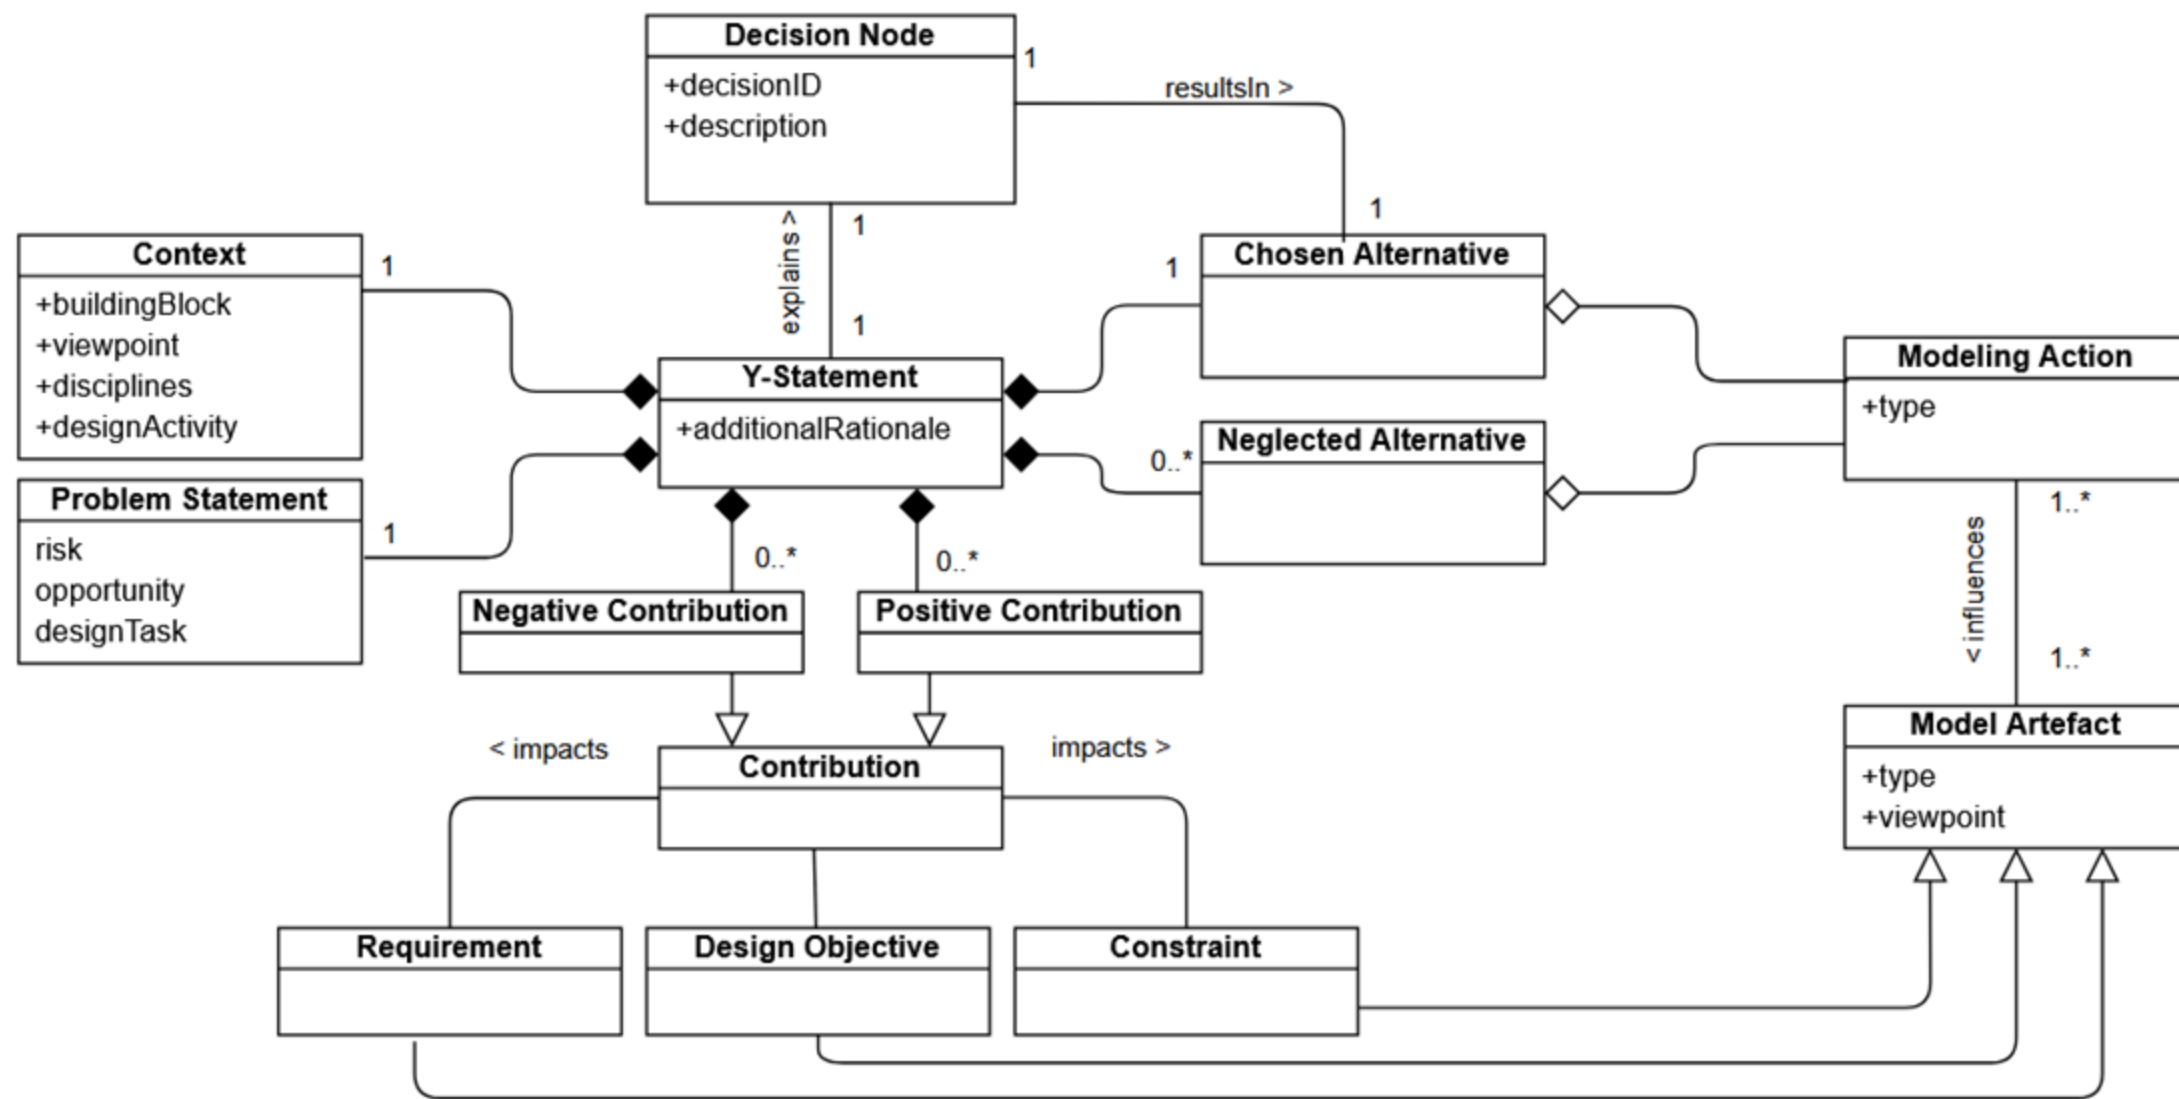 Decision Node
+decisionID
+description
1
resultsIn >
1
explains >
1
1
Context
+buildingBlock
+viewpoint
+disciplines
+designActivity
1
Problem Statement
risk
opportunity
designTask
1
Y-Statement
+additionalRationale
1
Chosen Alternative
0..*
Neglected Alternative
Modeling Action
+type
1..*
< influences
1..*
Model Artefact
+type
+viewpoint
0..*
0..*
Negative Contribution
Positive Contribution
< impacts
impacts >
Contribution
Requirement
Design Objective
Constraint